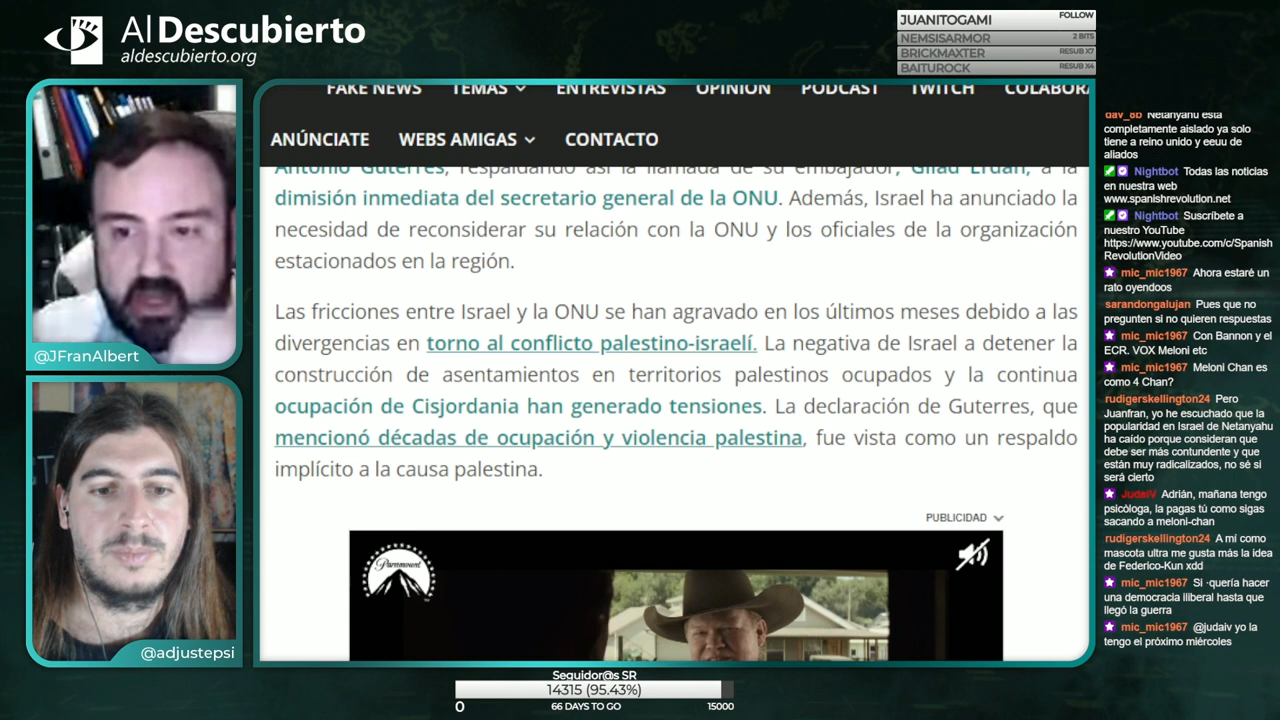 Al Descubierto
aldescubierto.org
JUANITOGAMI FOLLOW
NEMSISARMOR 2 BITS
BRICKMAXTER RESUB X7
BAITUROCK RESUB X4
@JFranAlbert
@adjustepsi
FAKE NEWS TEMAS ENTREVISTAS OPINIÓN PODCAST TWITCH COLABORA
ANÚNCIATE WEBS AMIGAS CONTACTO
Antonio Guterres, respaldando así la llamada de su embajador, Gilad Erdan, a la
dimisión inmediata del secretario general de la ONU. Además, Israel ha anunciado la
necesidad de reconsiderar su relación con la ONU y los oficiales de la organización
estacionados en la región.
Las fricciones entre Israel y la ONU se han agravado en los últimos meses debido a las
divergencias en torno al conflicto palestino-israelí. La negativa de Israel a detener la
construcción de asentamientos en territorios palestinos ocupados y la continua
ocupación de Cisjordania han generado tensiones. La declaración de Guterres, que
mencionó décadas de ocupación y violencia palestina, fue vista como un respaldo
implícito a la causa palestina.
PUBLICIDAD
Paramount
dav_8b Netanyahu esta
completamente aislado ya solo
tiene a reino unido y eeuu de
aliados
Nightbot Todas las noticias
en nuestra web
www.spanishrevolution.net
Nightbot Suscríbete a
nuestro YouTube
https://www.youtube.com/c/Spanish
RevolutionVideo
mic_mic1967 Ahora estaré un
rato oyendoos
sarandongalujan Pues que no
pregunten si no quieren respuestas
mic_mic1967 Con Bannon y el
ECR. VOX Meloni etc
mic_mic1967 Meloni Chan es
como 4 Chan?
rudigerskellington24 Pero
Juanfran, yo he escuchado que la
popularidad en Israel de Netanyahu
ha caído porque consideran que
debe ser más contundente y que
están muy radicalizados, no sé si
será cierto
JudaiV Adrián, mañana tengo
psicòloga, la pagas tú como sigas
sacando a meloni-chan
rudigerskellington24 A mí como
mascota ultra me gusta más la idea
de Federico-Kun xdd
mic_mic1967 Si ·quería hacer
una democracia iliberal hasta que
llegó la guerra
mic_mic1967 @judaiv yo la
tengo el próximo miércoles
Seguidor@s SR
14315 (95.43%)
0 66 DAYS TO GO 15000